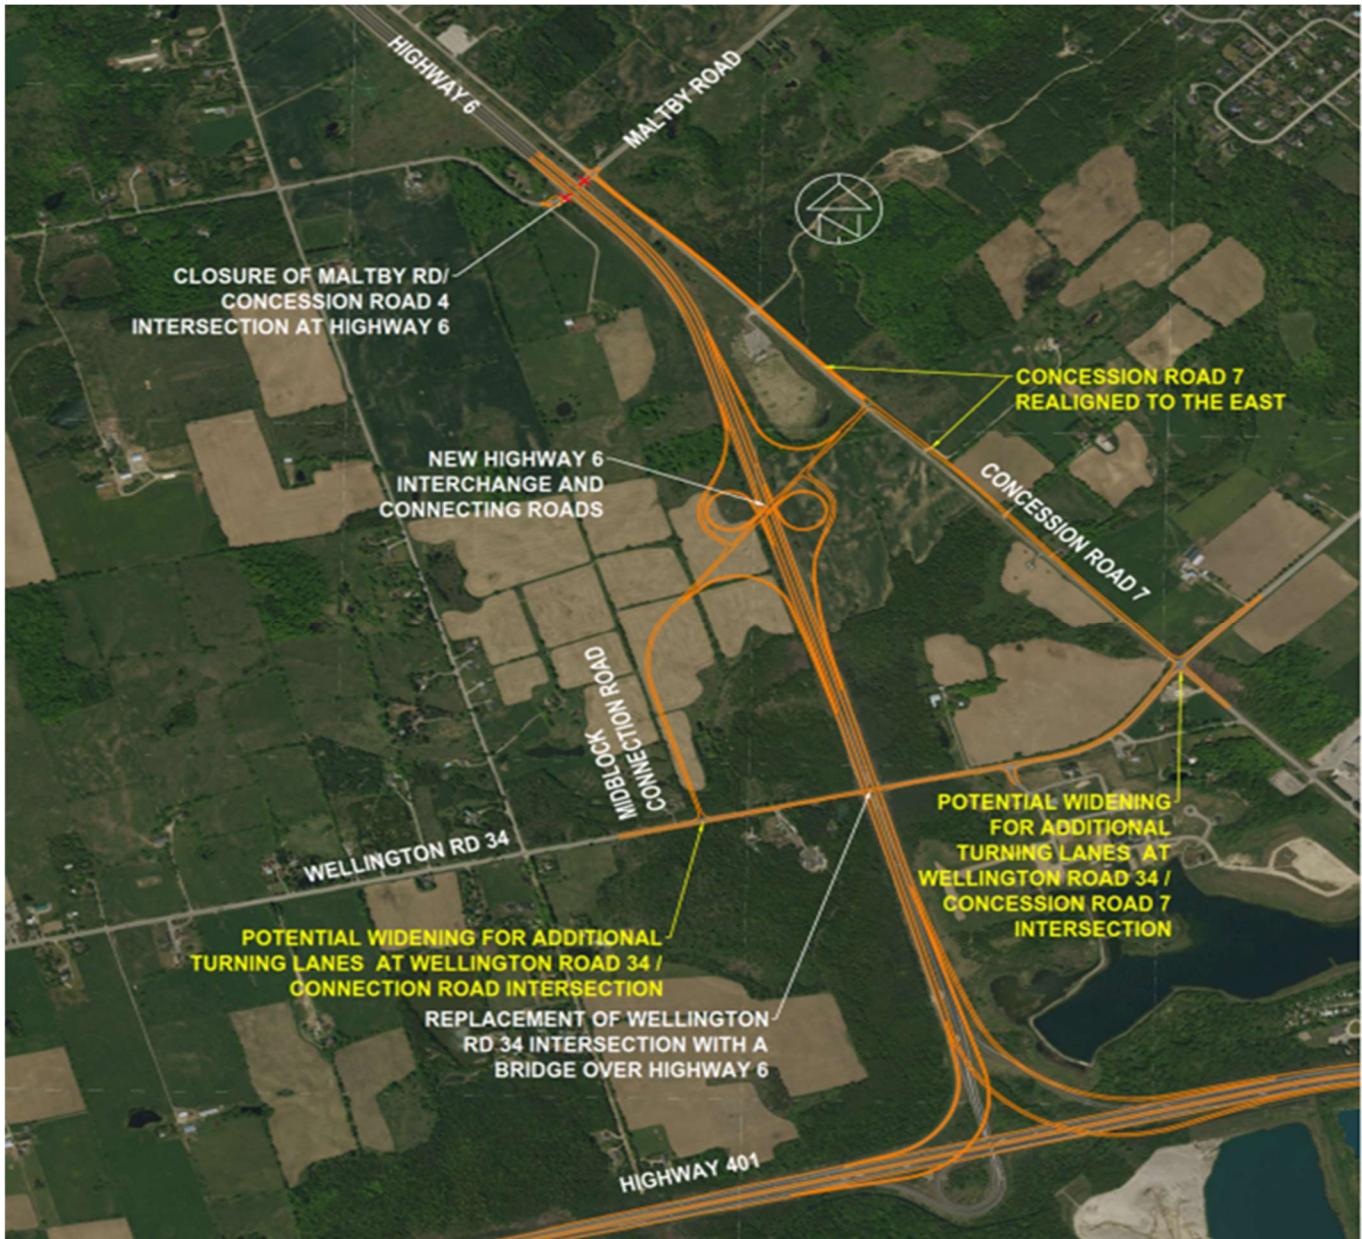 HIGHWAY 6
MALTBY ROAD
CLOSURE OF MALTBY RD/
CONCESSION ROAD 4
INTERSECTION AT HIGHWAY 6
CONCESSION ROAD 7
REALIGNED TO THE EAST
NEW HIGHWAY 6
INTERCHANGE AND
CONNECTING ROADS
CONCESSION ROAD 7
MIDBLOCK
CONNECTION ROAD
WELLINGTON RD 34
POTENTIAL WIDENING
FOR ADDITIONAL
TURNING LANES AT
WELLINGTON ROAD 34 /
CONCESSION ROAD 7
INTERSECTION
POTENTIAL WIDENING FOR ADDITIONAL
TURNING LANES AT WELLINGTON ROAD 34 /
CONNECTION ROAD INTERSECTION
REPLACEMENT OF WELLINGTON
RD 34 INTERSECTION WITH A
BRIDGE OVER HIGHWAY 6
HIGHWAY 401